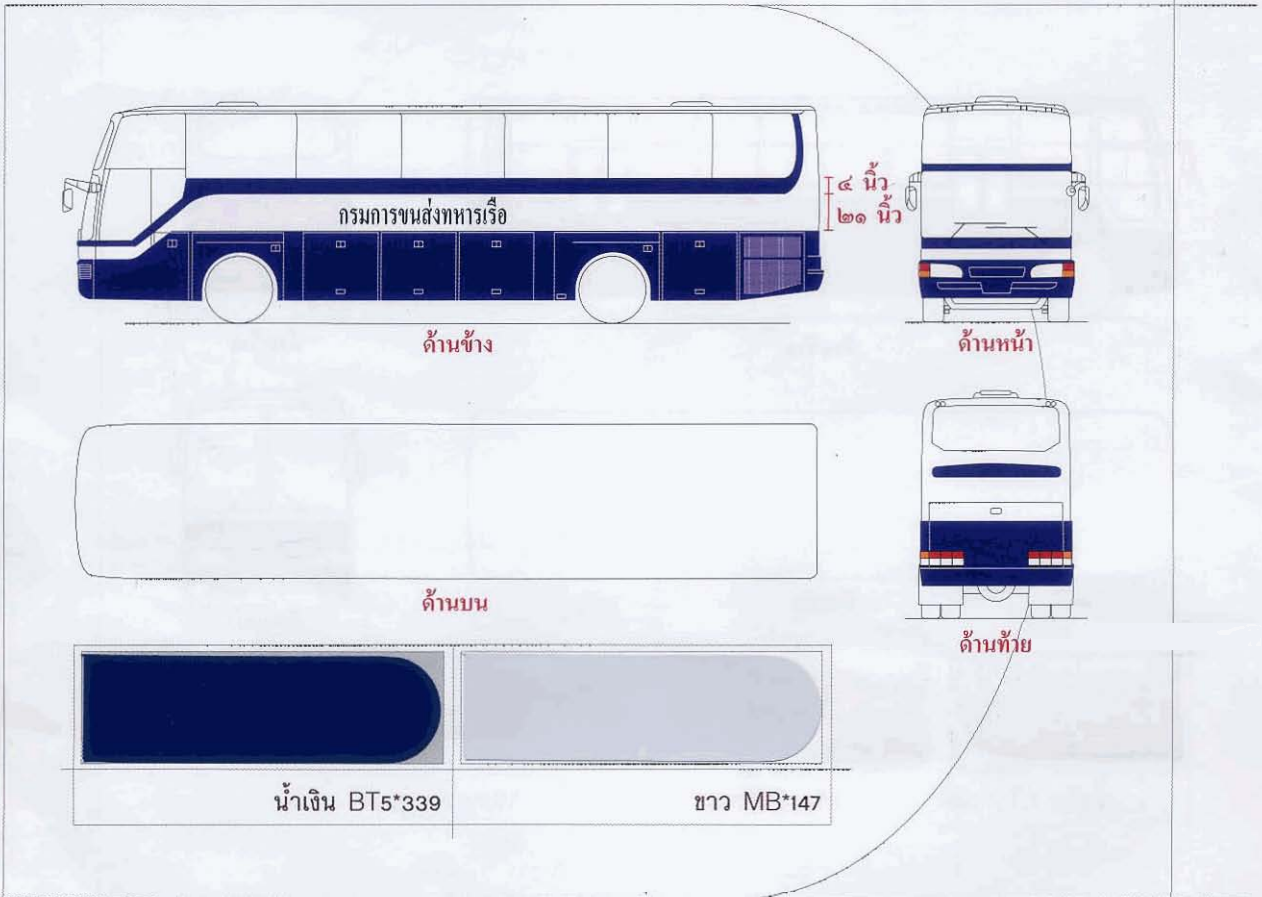 ๔ นิ้ว
๒๑ นิ้ว
กรมการขนส่งทหารเรือ
ด้านข้าง
ด้านหน้า
ด้านบน
ด้านท้าย
น้ำเงิน BT5*339
ขาว MB*147